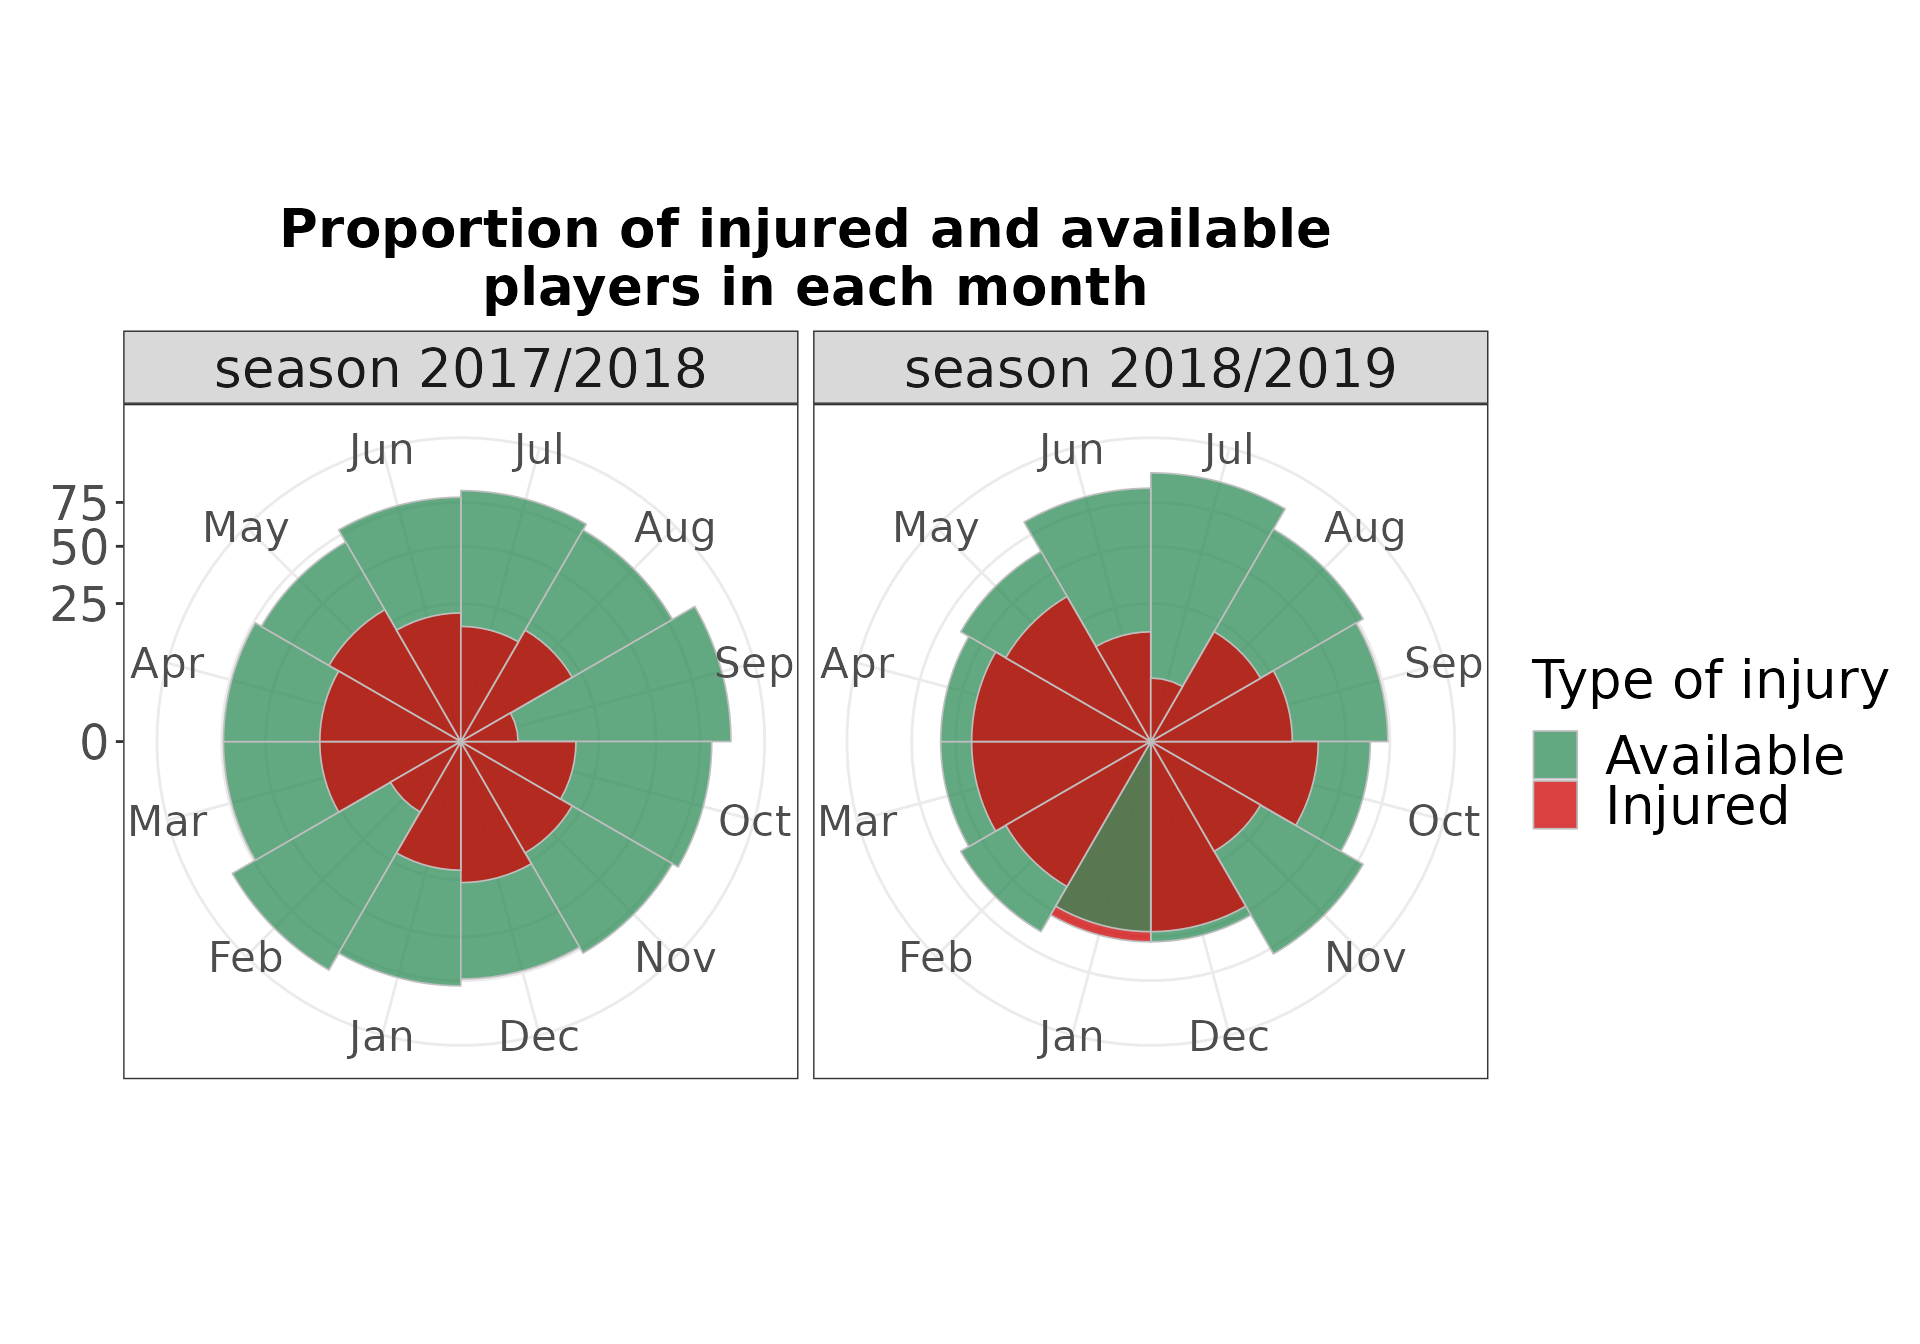 Proportion of injured and available
players in each month
season 2017/2018
season 2018/2019
75
50
25
0
Jun
Jul
May
Aug
Apr
Sep
Mar
Oct
Feb
Nov
Jan
Dec
Jun
Jul
May
Aug
Apr
Sep
Mar
Oct
Feb
Nov
Jan
Dec
Type of injury
Available
Injured